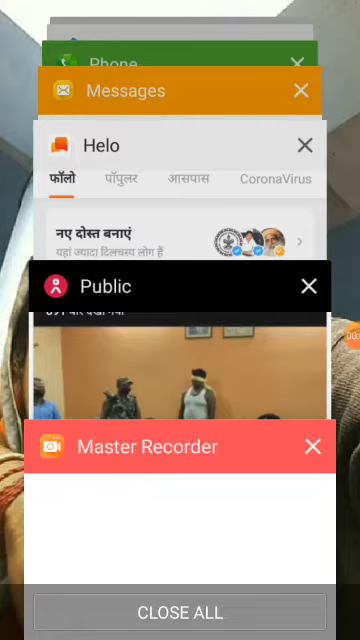 Phone
Messages
Helo
फॉलो पॉपुलर आसपास CoronaVirus
नए दोस्त बनाएं
यहां ज्यादा दिलचस्प लोग हैं
Public
Master Recorder
CLOSE ALL